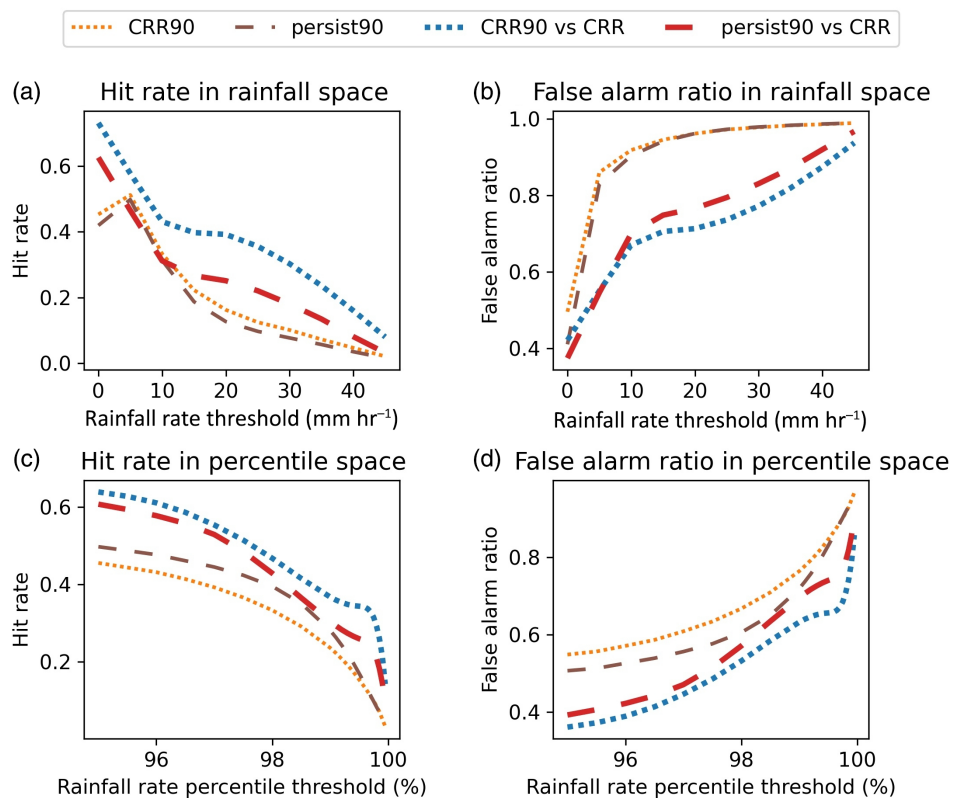 CRR90 persist90 CRR90 vs CRR persist90 vs CRR
(a) Hit rate in rainfall space
Hit rate
0.6
0.4
0.2
0.0
0 10 20 30 40
Rainfall rate threshold (mm hr⁻¹)
(b) False alarm ratio in rainfall space
False alarm ratio
1.0
0.8
0.6
0.4
0 10 20 30 40
Rainfall rate threshold (mm hr⁻¹)
(c) Hit rate in percentile space
Hit rate
0.6
0.4
0.2
96 98 100
Rainfall rate percentile threshold (%)
(d) False alarm ratio in percentile space
False alarm ratio
0.8
0.6
0.4
96 98 100
Rainfall rate percentile threshold (%)